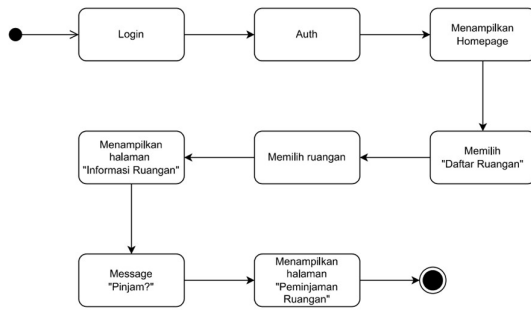 Login
Auth
Menampilkan
Homepage
Menampilkan
halaman
"Informasi Ruangan"
Memilih ruangan
Memilih
"Daftar Ruangan"
Message
"Pinjam?"
Menampilkan
halaman
"Peminjaman
Ruangan"